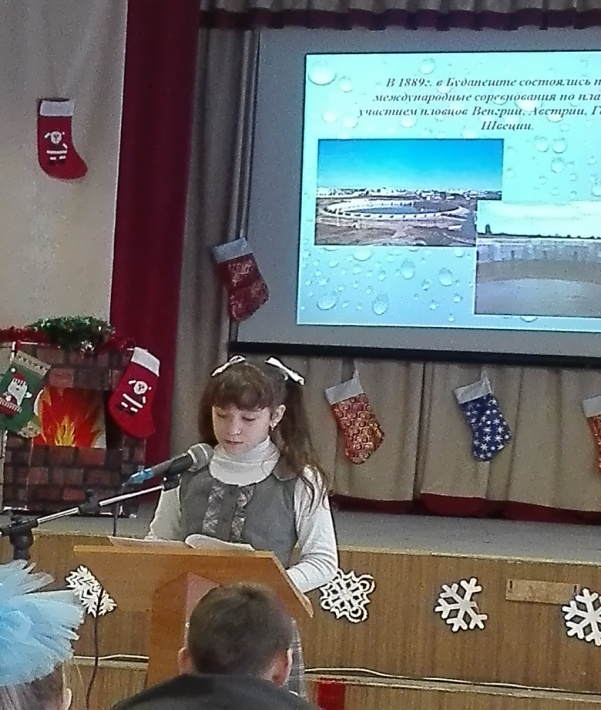 В 1889г. в Будапеште состоялись
международные соревнования по
участием пловцов Венгрии, Австрии,
Швеции.